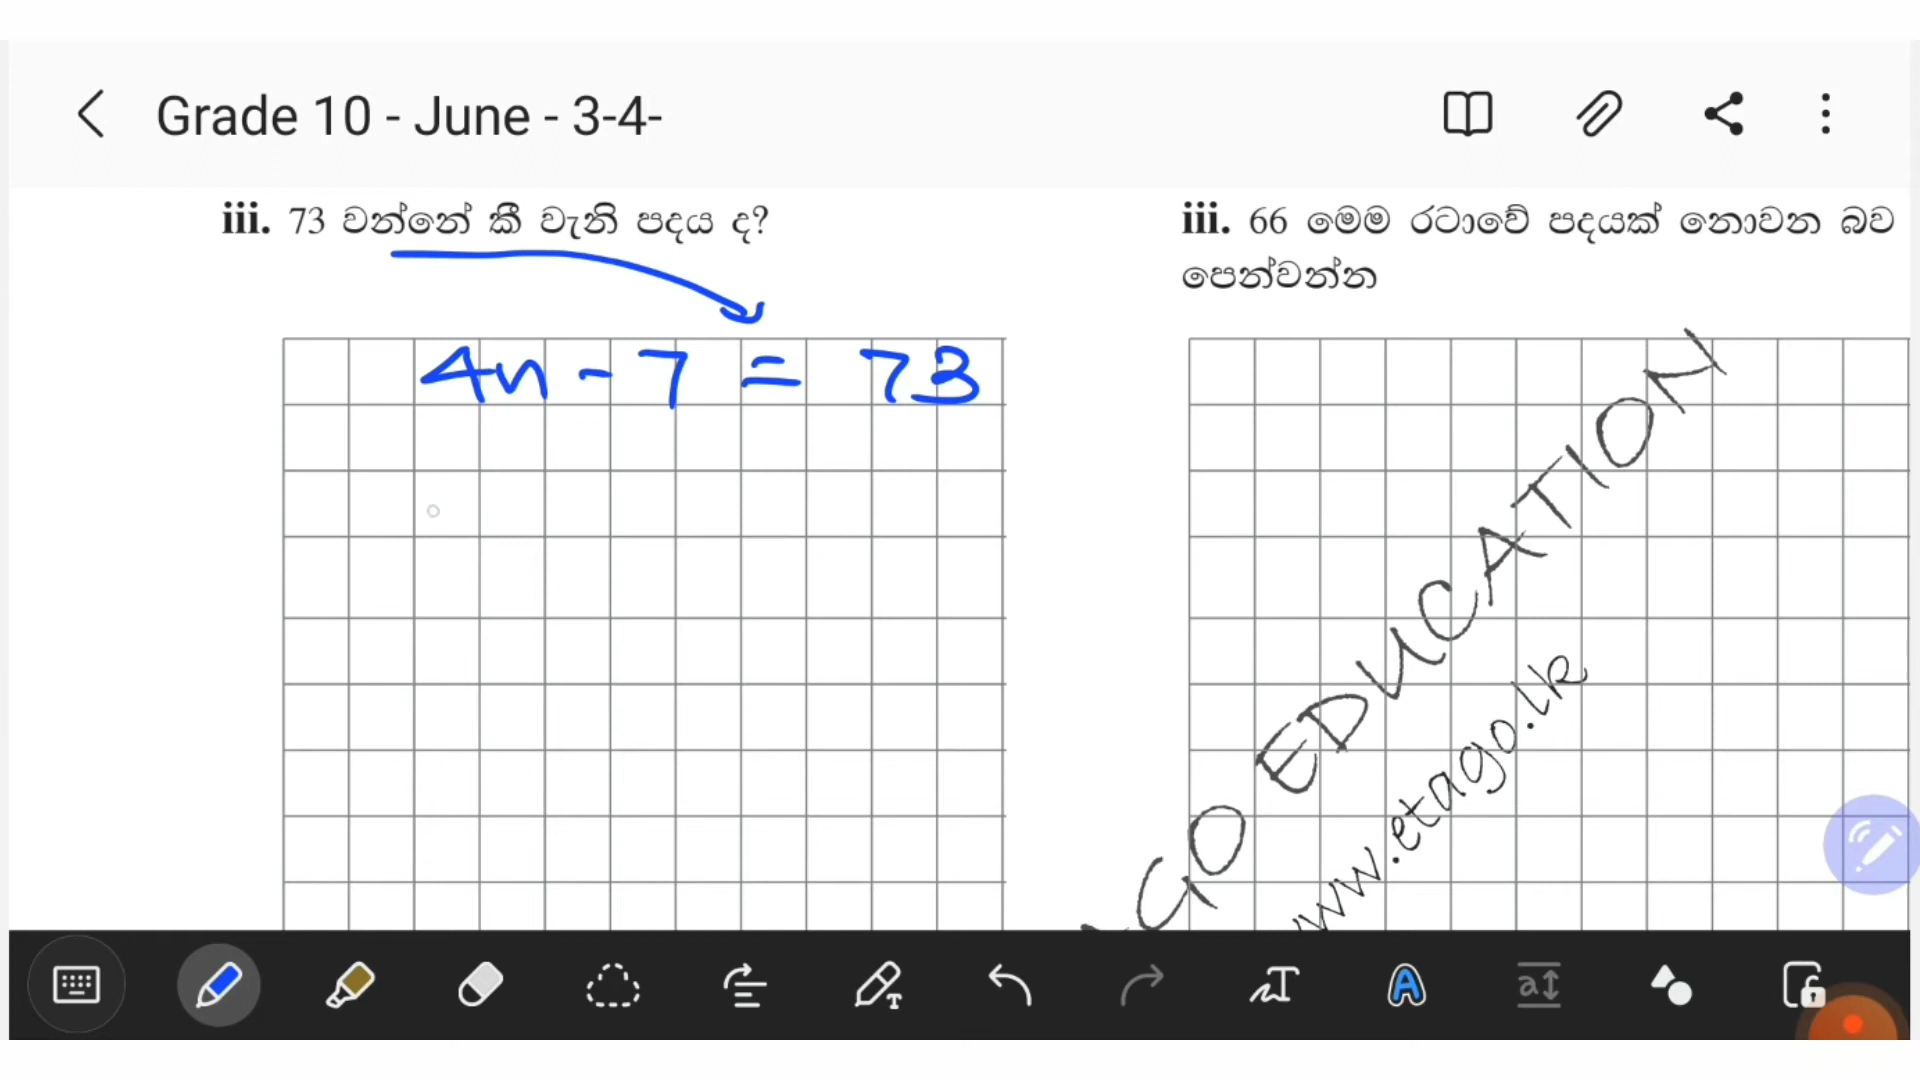 Grade 10 - June - 3-4-
iii. 73 වන්නේ කී වැනි පදය ද?
4n - 7 = 73
iii. 66 මෙම රටාවේ පදයක් නොවන බව
පෙන්වන්න
GO EDUCATION
www.etago.lk